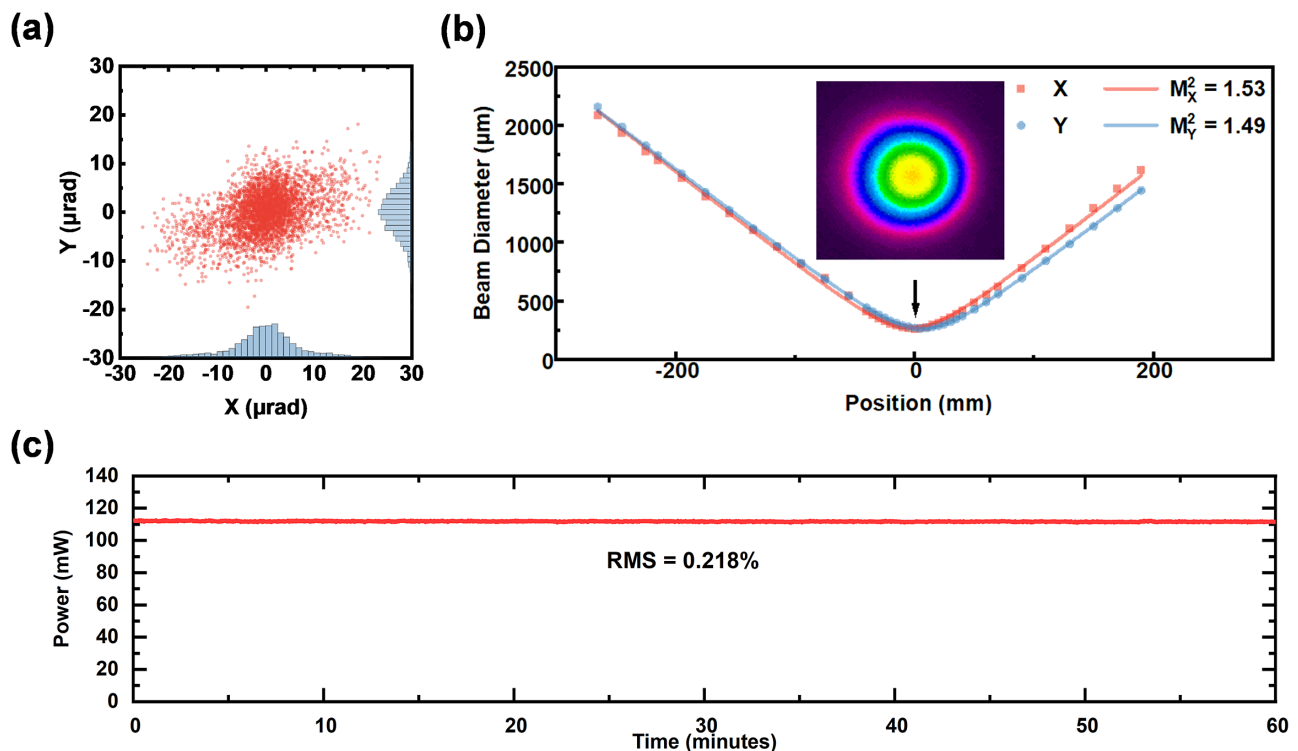 (a)
30
20
10
0
-10
-20
-30
-30 -20 -10 0 10 20 30
Y (μrad)
X (μrad)
(b)
2500
2000
1500
1000
500
0
-200 0 200
Beam Diameter (μm)
Position (mm)
X M²X = 1.53
Y M²Y = 1.49
(c)
140
120
100
80
60
40
20
0
0 10 20 30 40 50 60
Power (mW)
RMS = 0.218%
Time (minutes)